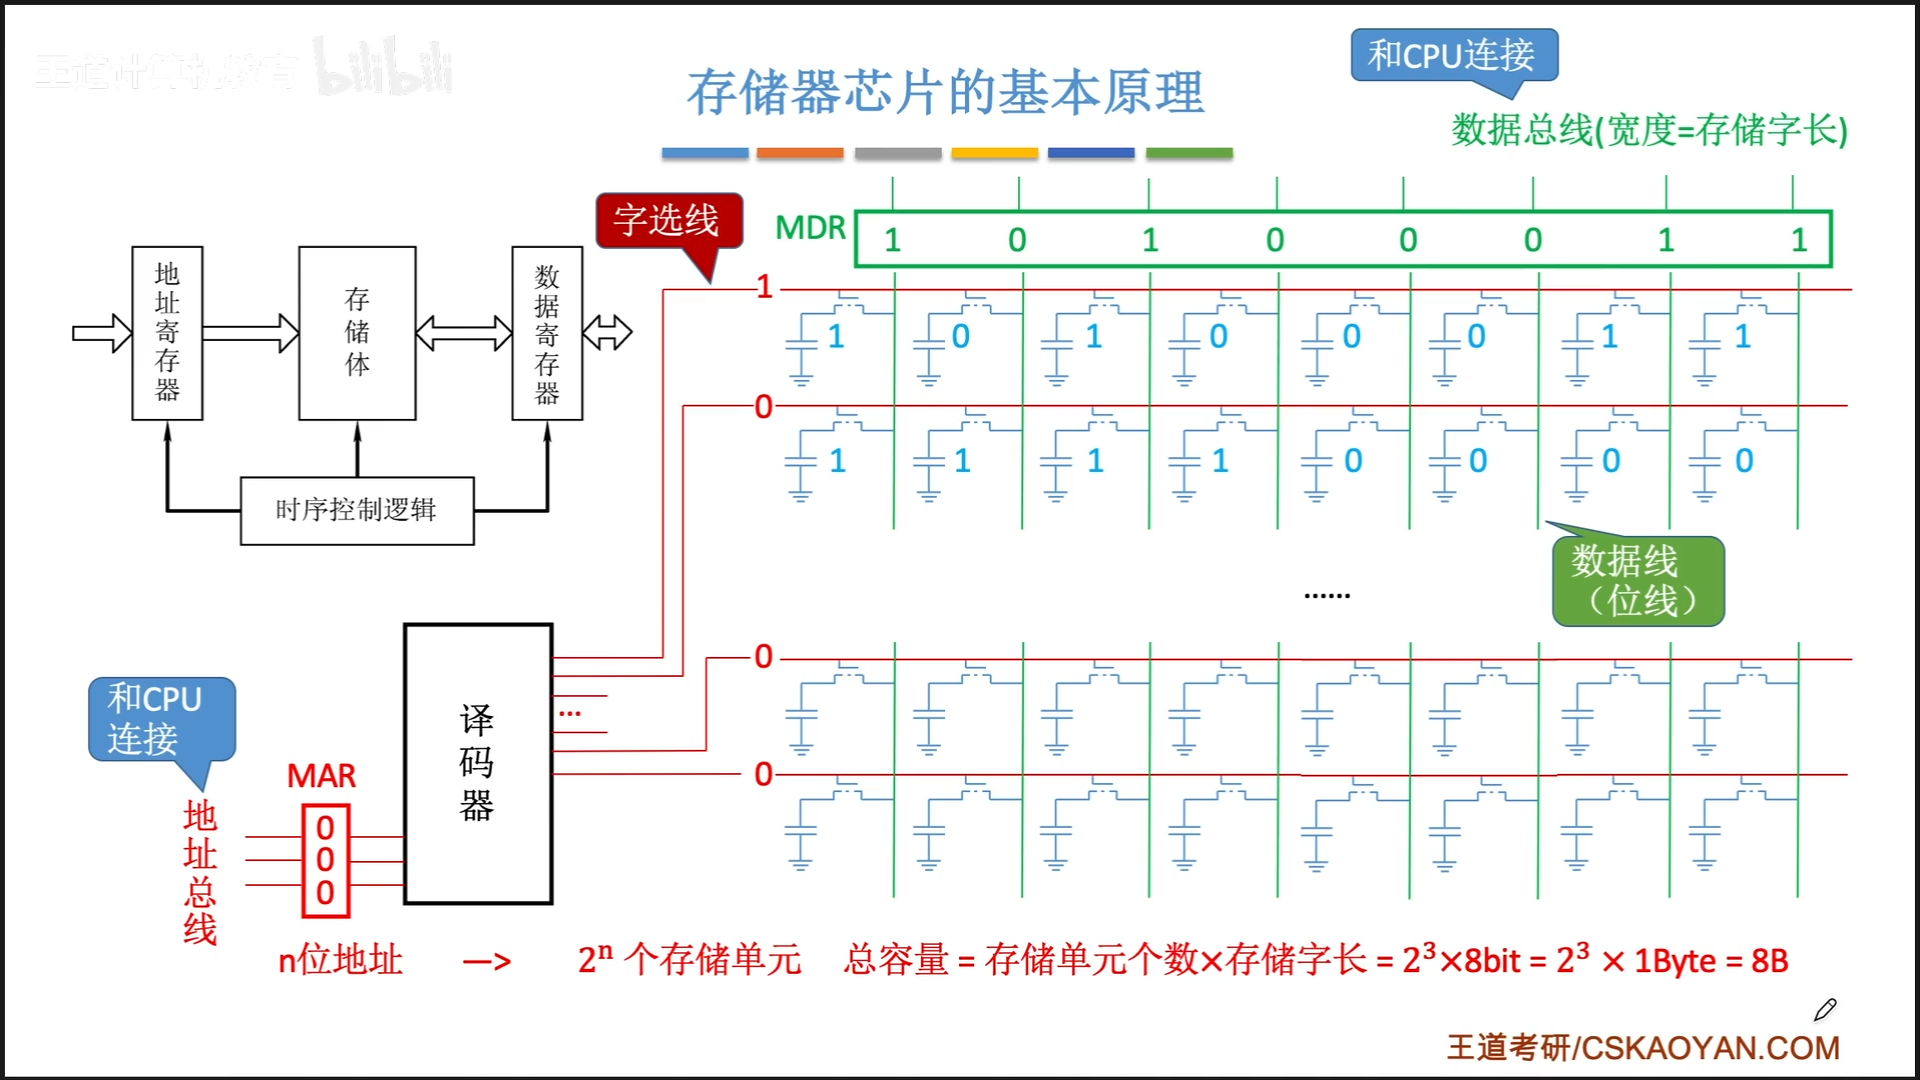 王道计算机教育 bilibili
存储器芯片的基本原理
和CPU连接
数据总线(宽度=存储字长)
字选线
MDR 1 0 1 0 0 0 1 1
地址寄存器
存储体
数据寄存器
时序控制逻辑
1
1 0 1 0 0 0 1 1
0
1 1 1 1 0 0 0 0
数据线
（位线）
......
0
0
译码器
...
和CPU
连接
MAR
地址总线
0
0
0
n位地址 —> 2ⁿ 个存储单元 总容量 = 存储单元个数×存储字长 = 2³×8bit = 2³ × 1Byte = 8B
王道考研/CSKAOYAN.COM